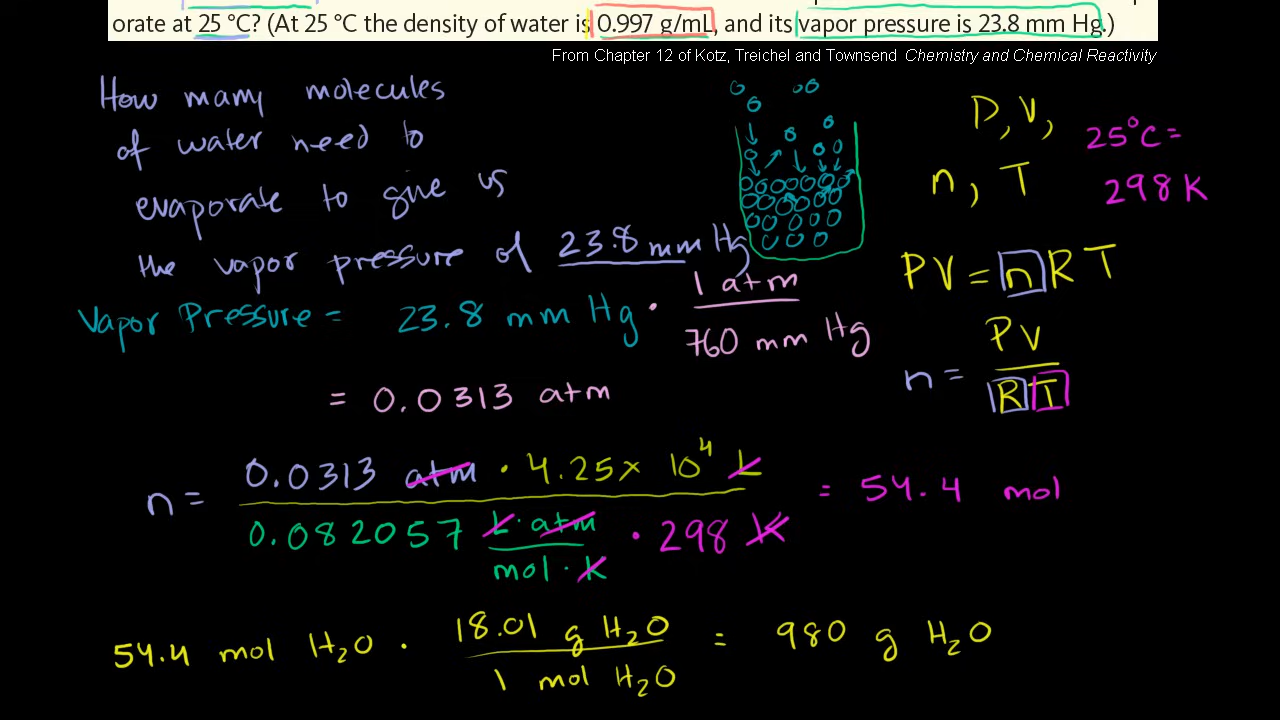 orate at 25 °C? (At 25 °C the density of water is 0.997 g/mL, and its vapor pressure is 23.8 mm Hg.)
From Chapter 12 of Kotz, Treichel and Townsend Chemistry and Chemical Reactivity
How many molecules
of water need to
evaporate to give us
the vapor pressure of 23.8 mm Hg
Vapor Pressure = 23.8 mm Hg · 1 atm / 760 mm Hg
= 0.0313 atm
D, V,
n, T
25°C =
298 K
PV = nRT
n = PV / RT
n = 0.0313 atm · 4.25 x 10⁴ L / 0.082057 L·atm / mol·K · 298 K = 54.4 mol
54.4 mol H₂O · 18.01 g H₂O / 1 mol H₂O = 980 g H₂O